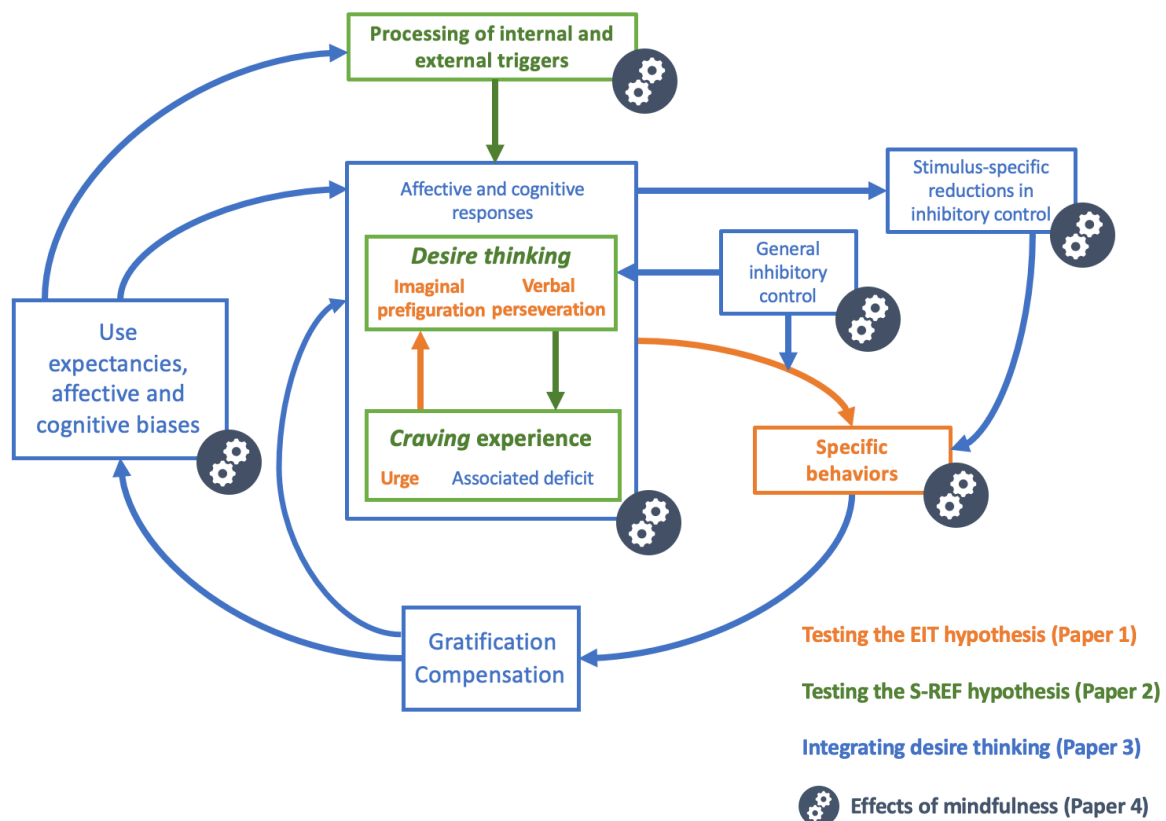 Processing of internal and
external triggers
Affective and cognitive
responses
Stimulus-specific
reductions in
inhibitory control
Desire thinking
Imaginal
prefiguration
Verbal
perseveration
General
inhibitory
control
Use
expectancies,
affective and
cognitive biases
Craving experience
Urge
Associated deficit
Specific
behaviors
Gratification
Compensation
Testing the EIT hypothesis (Paper 1)
Testing the S-REF hypothesis (Paper 2)
Integrating desire thinking (Paper 3)
Effects of mindfulness (Paper 4)